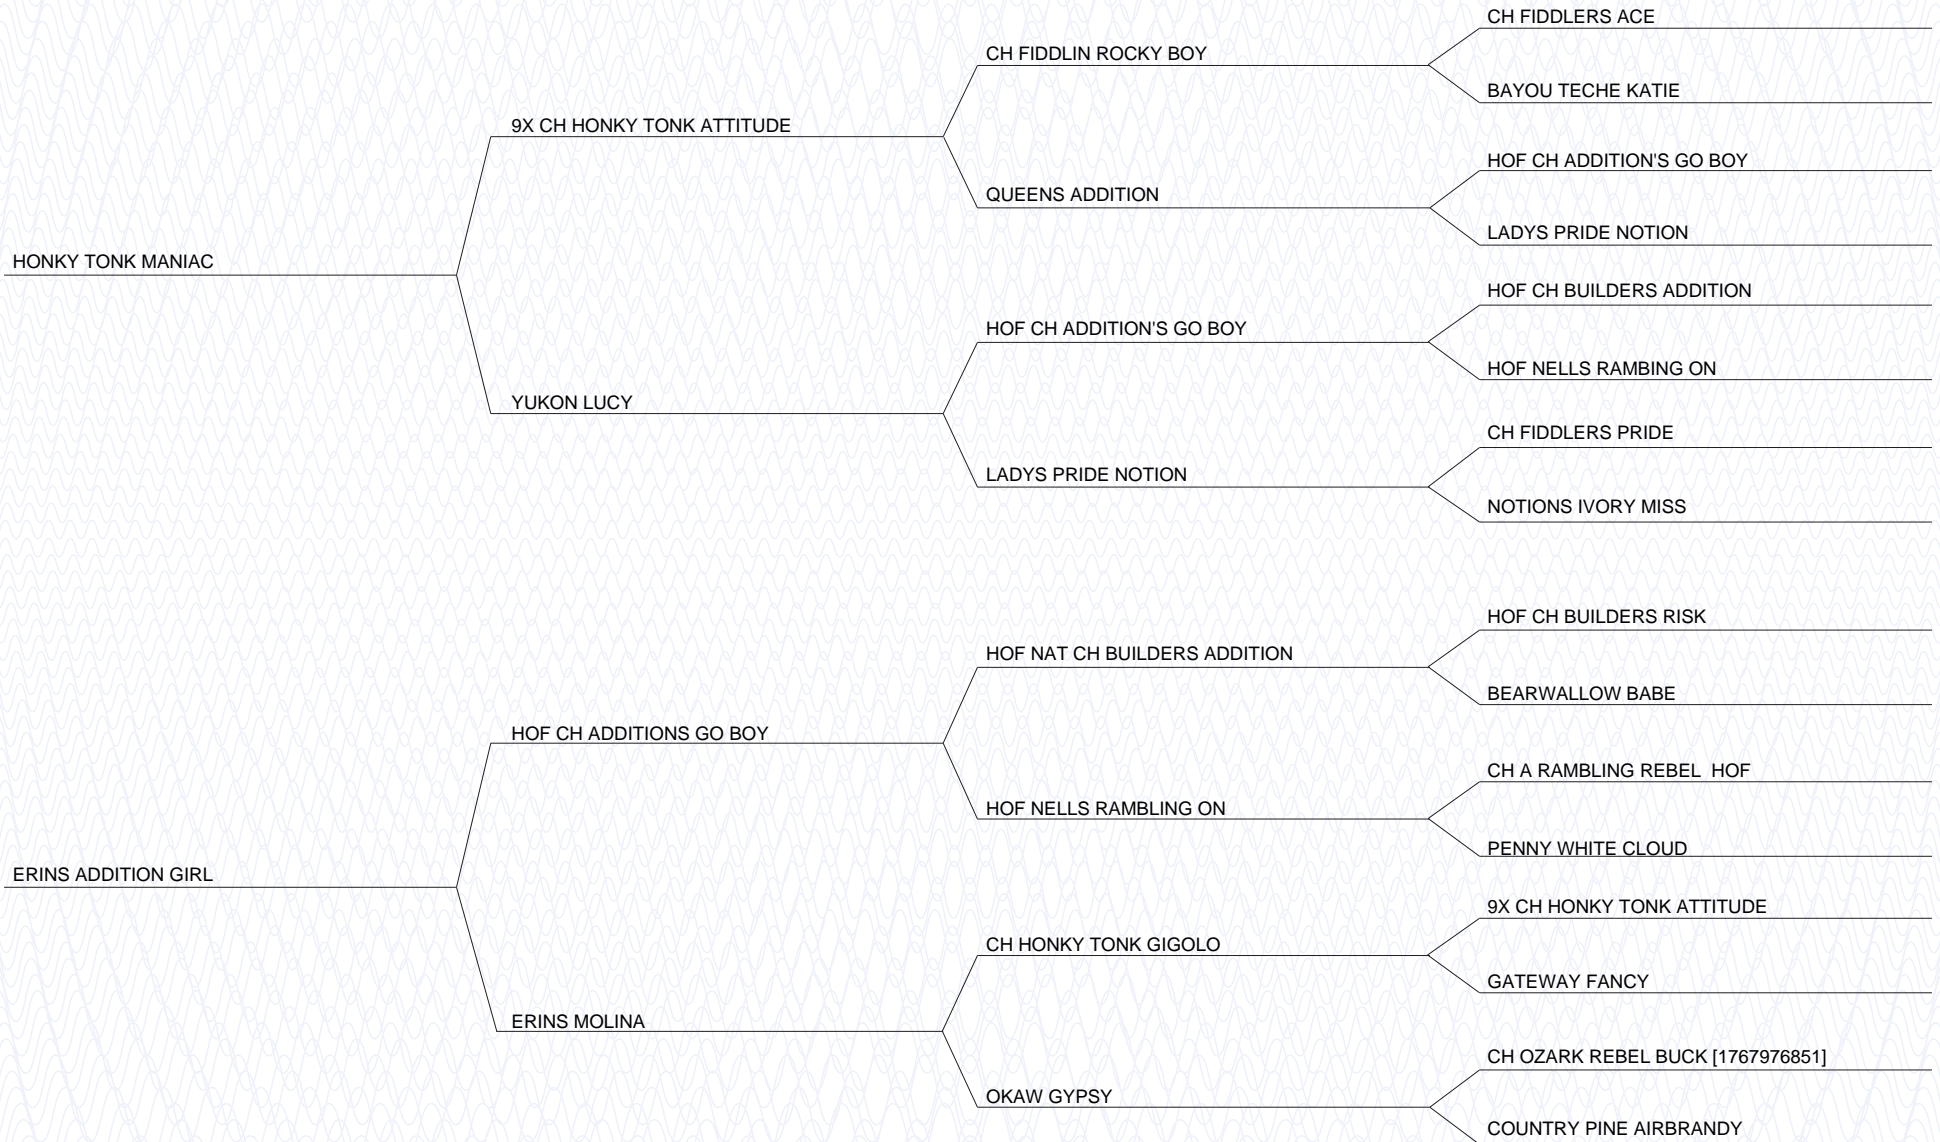 CH FIDDLERS ACE
CH FIDDLIN ROCKY BOY
BAYOU TECHE KATIE
9X CH HONKY TONK ATTITUDE
HOF CH ADDITION'S GO BOY
QUEENS ADDITION
LADYS PRIDE NOTION
HONKY TONK MANIAC
HOF CH BUILDERS ADDITION
HOF CH ADDITION'S GO BOY
HOF NELLS RAMBING ON
YUKON LUCY
CH FIDDLERS PRIDE
LADYS PRIDE NOTION
NOTIONS IVORY MISS
HOF CH BUILDERS RISK
HOF NAT CH BUILDERS ADDITION
BEARWALLOW BABE
HOF CH ADDITIONS GO BOY
CH A RAMBLING REBEL  HOF
HOF NELLS RAMBLING ON
PENNY WHITE CLOUD
ERINS ADDITION GIRL
9X CH HONKY TONK ATTITUDE
CH HONKY TONK GIGOLO
GATEWAY FANCY
ERINS MOLINA
CH OZARK REBEL BUCK [1767976851]
OKAW GYPSY
COUNTRY PINE AIRBRANDY